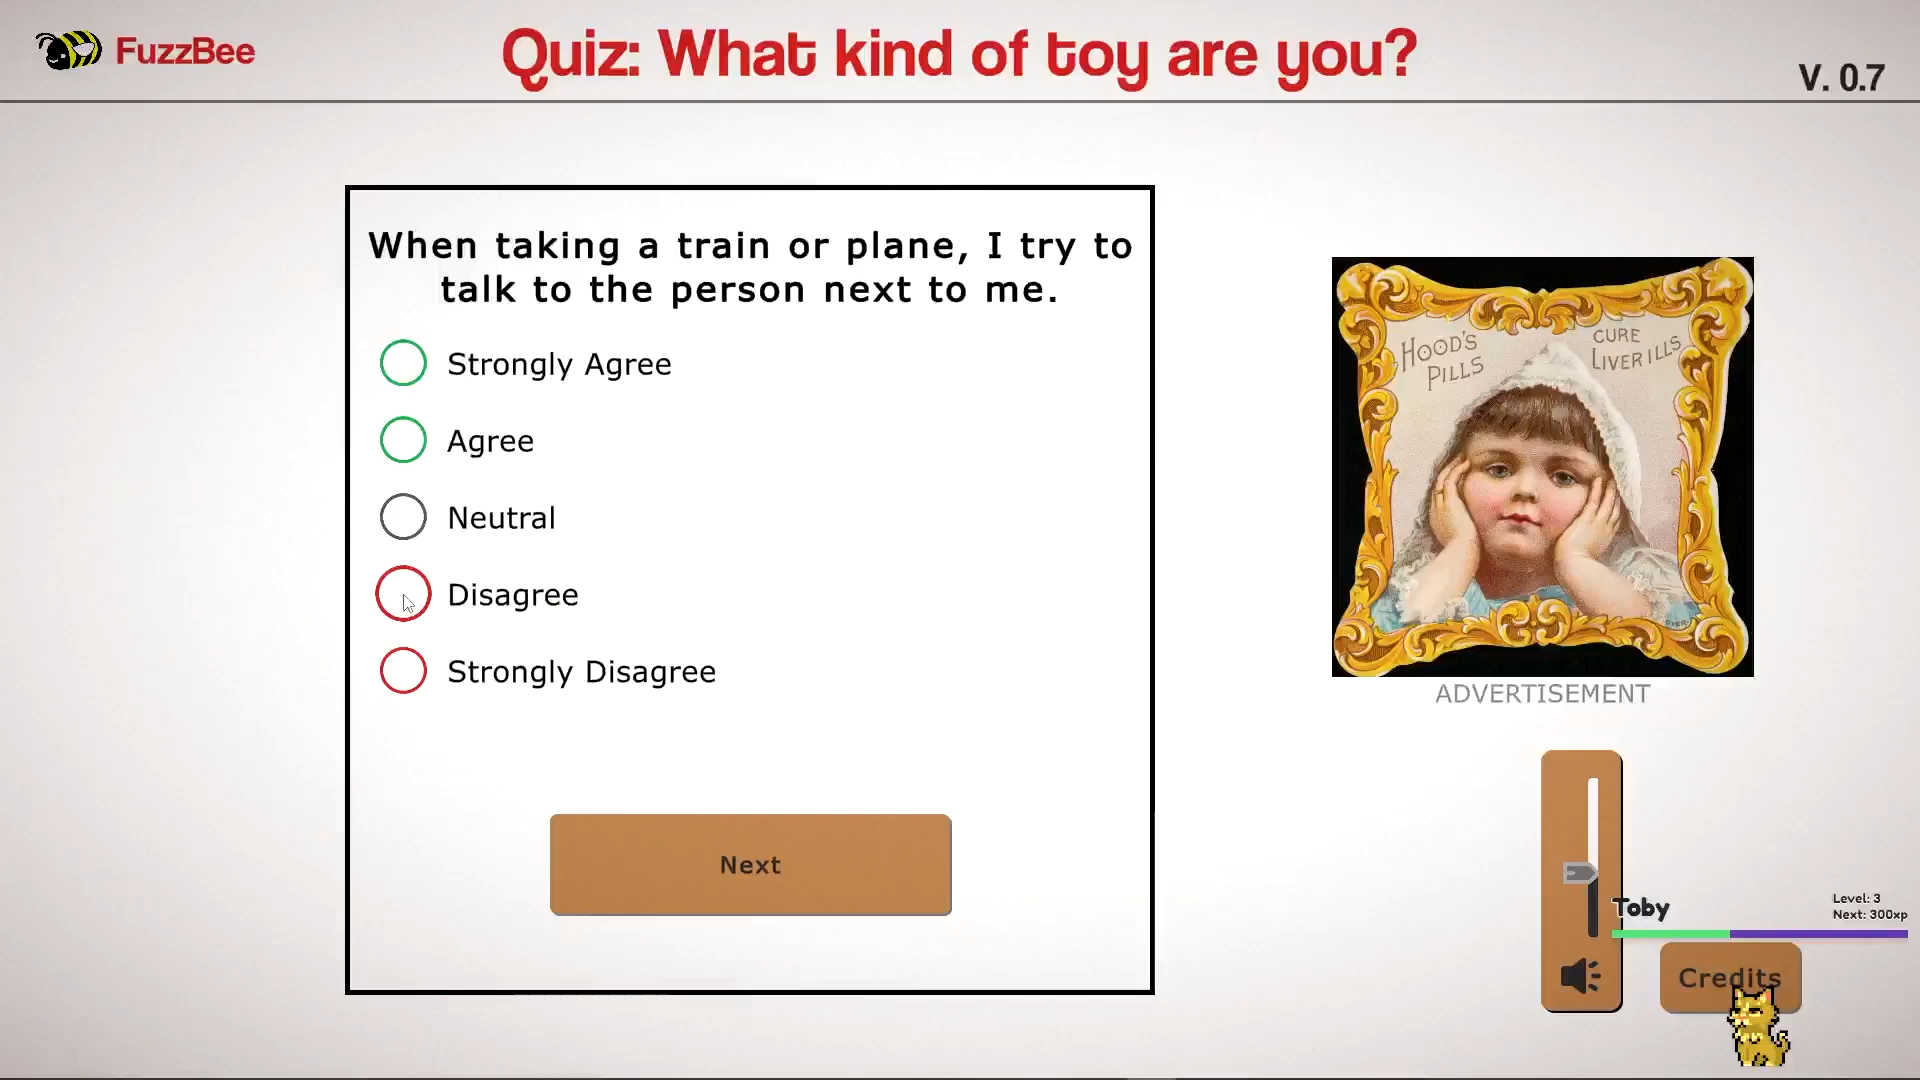 FuzzBee
Quiz: What kind of toy are you?
V. 0.7
When taking a train or plane, I try to
talk to the person next to me.
Strongly Agree
Agree
Neutral
Disagree
Strongly Disagree
Next
HOOD'S
PILLS
CURE
LIVER ILLS
OVER
ADVERTISEMENT
Toby
Level: 3
Next: 300xp
Credits